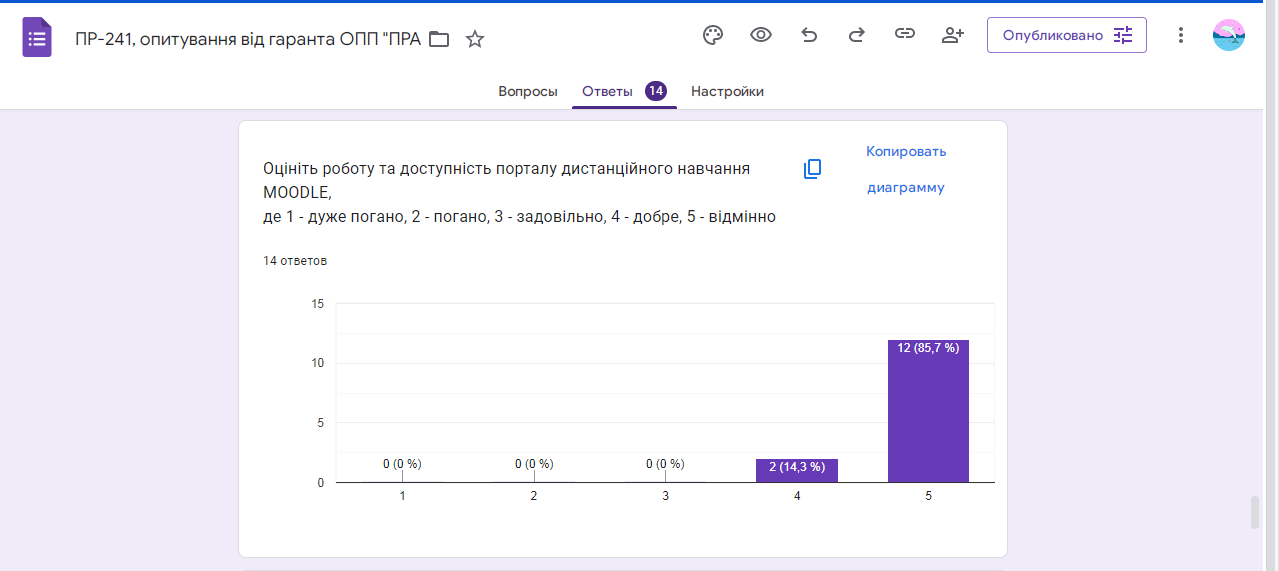 ПР-241, опитування від гаранта ОПП "ПРА
Опубликовано
Вопросы
Ответы 14
Настройки
Оцініть роботу та доступність порталу дистанційного навчання
MOODLE,
де 1 - дуже погано, 2 - погано, 3 - задовільно, 4 - добре, 5 - відмінно
Копировать
диаграмму
14 ответов
15
10
5
0
0 (0 %)
0 (0 %)
0 (0 %)
2 (14,3 %)
12 (85,7 %)
1
2
3
4
5